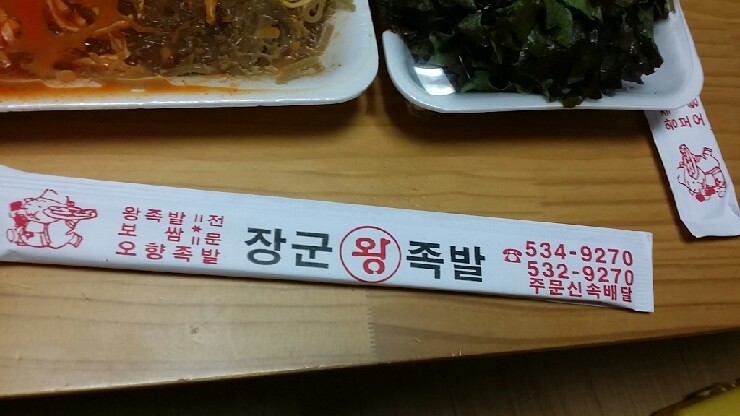 왕족발=전
보쌈*
오향족발=문
장군 왕 족발
☎534-9270
532-9270
주문신속배달